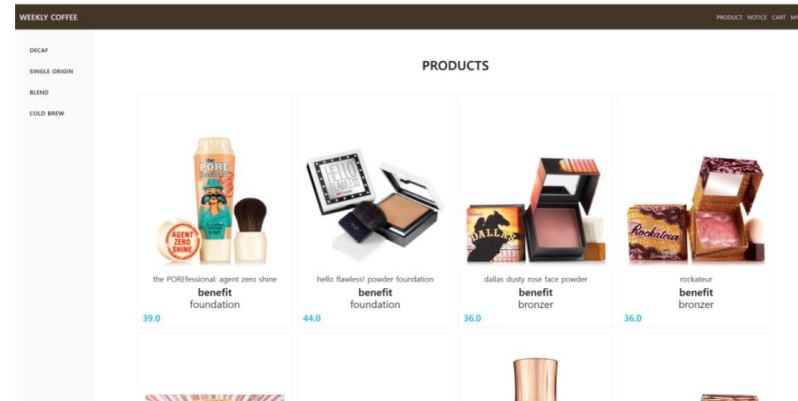 WEEKLY COFFEE
PRODUCT NOTICE CART
DECAF
SINGLE ORIGIN
BLEND
COLD BREW
PRODUCTS
the PORE
AGENT
ZERO
SHINE
the POREfessional: agent zero shine
benefit
foundation
39.0
HELLO
FLAWLESS
hello flawless! powder foundation
benefit
foundation
44.0
DALLAS
dallas dusty rose face powder
benefit
bronzer
36.0
Rockateur
rockateur
benefit
bronzer
36.0